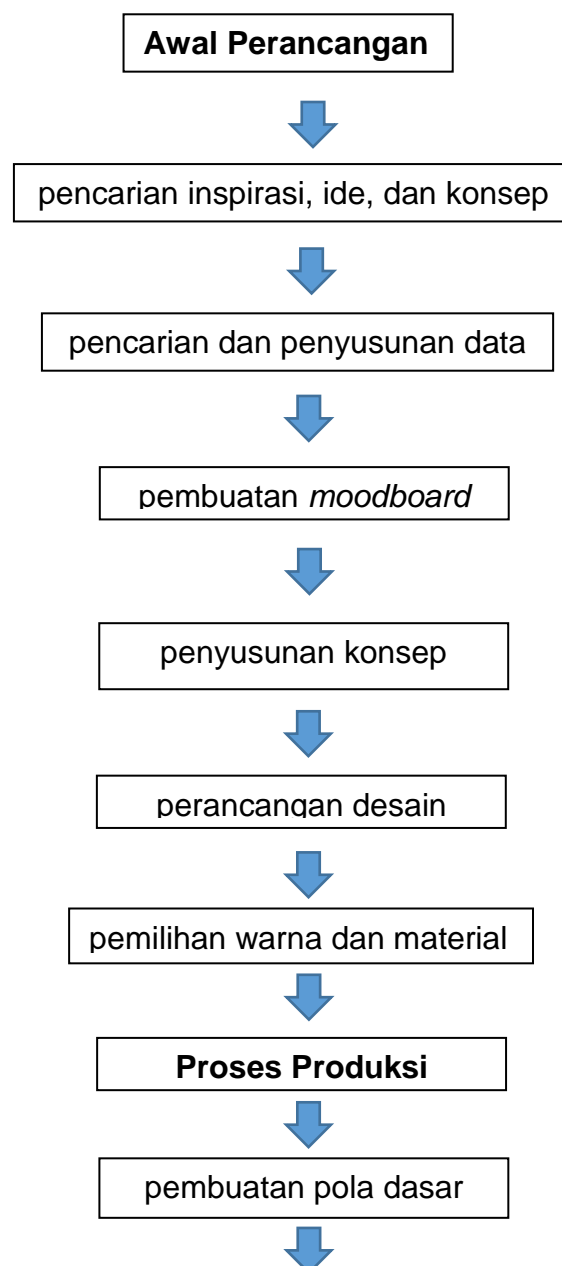 Awal Perancangan
pencarian inspirasi, ide, dan konsep
pencarian dan penyusunan data
pembuatan moodboard
penyusunan konsep
perancangan desain
pemilihan warna dan material
Proses Produksi
pembuatan pola dasar